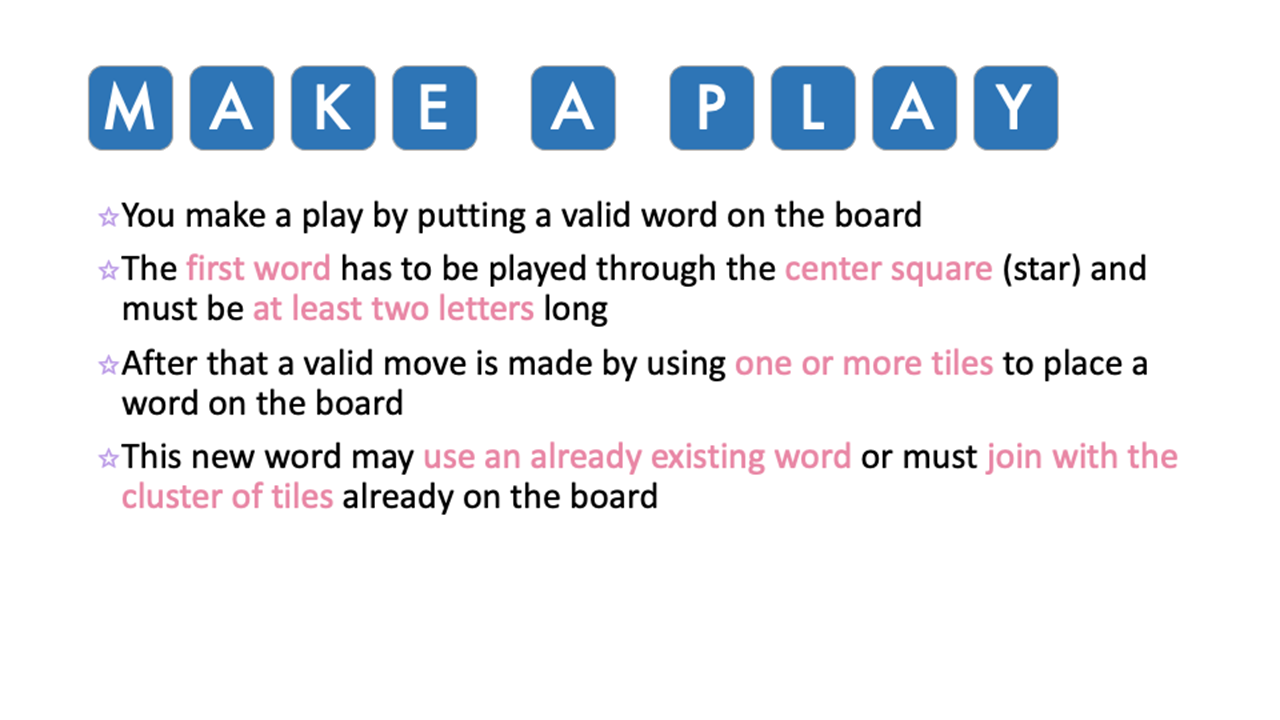 MAKE A PLAY
☆You make a play by putting a valid word on the board
☆The first word has to be played through the center square (star) and
must be at least two letters long
☆After that a valid move is made by using one or more tiles to place a
word on the board
☆This new word may use an already existing word or must join with the
cluster of tiles already on the board